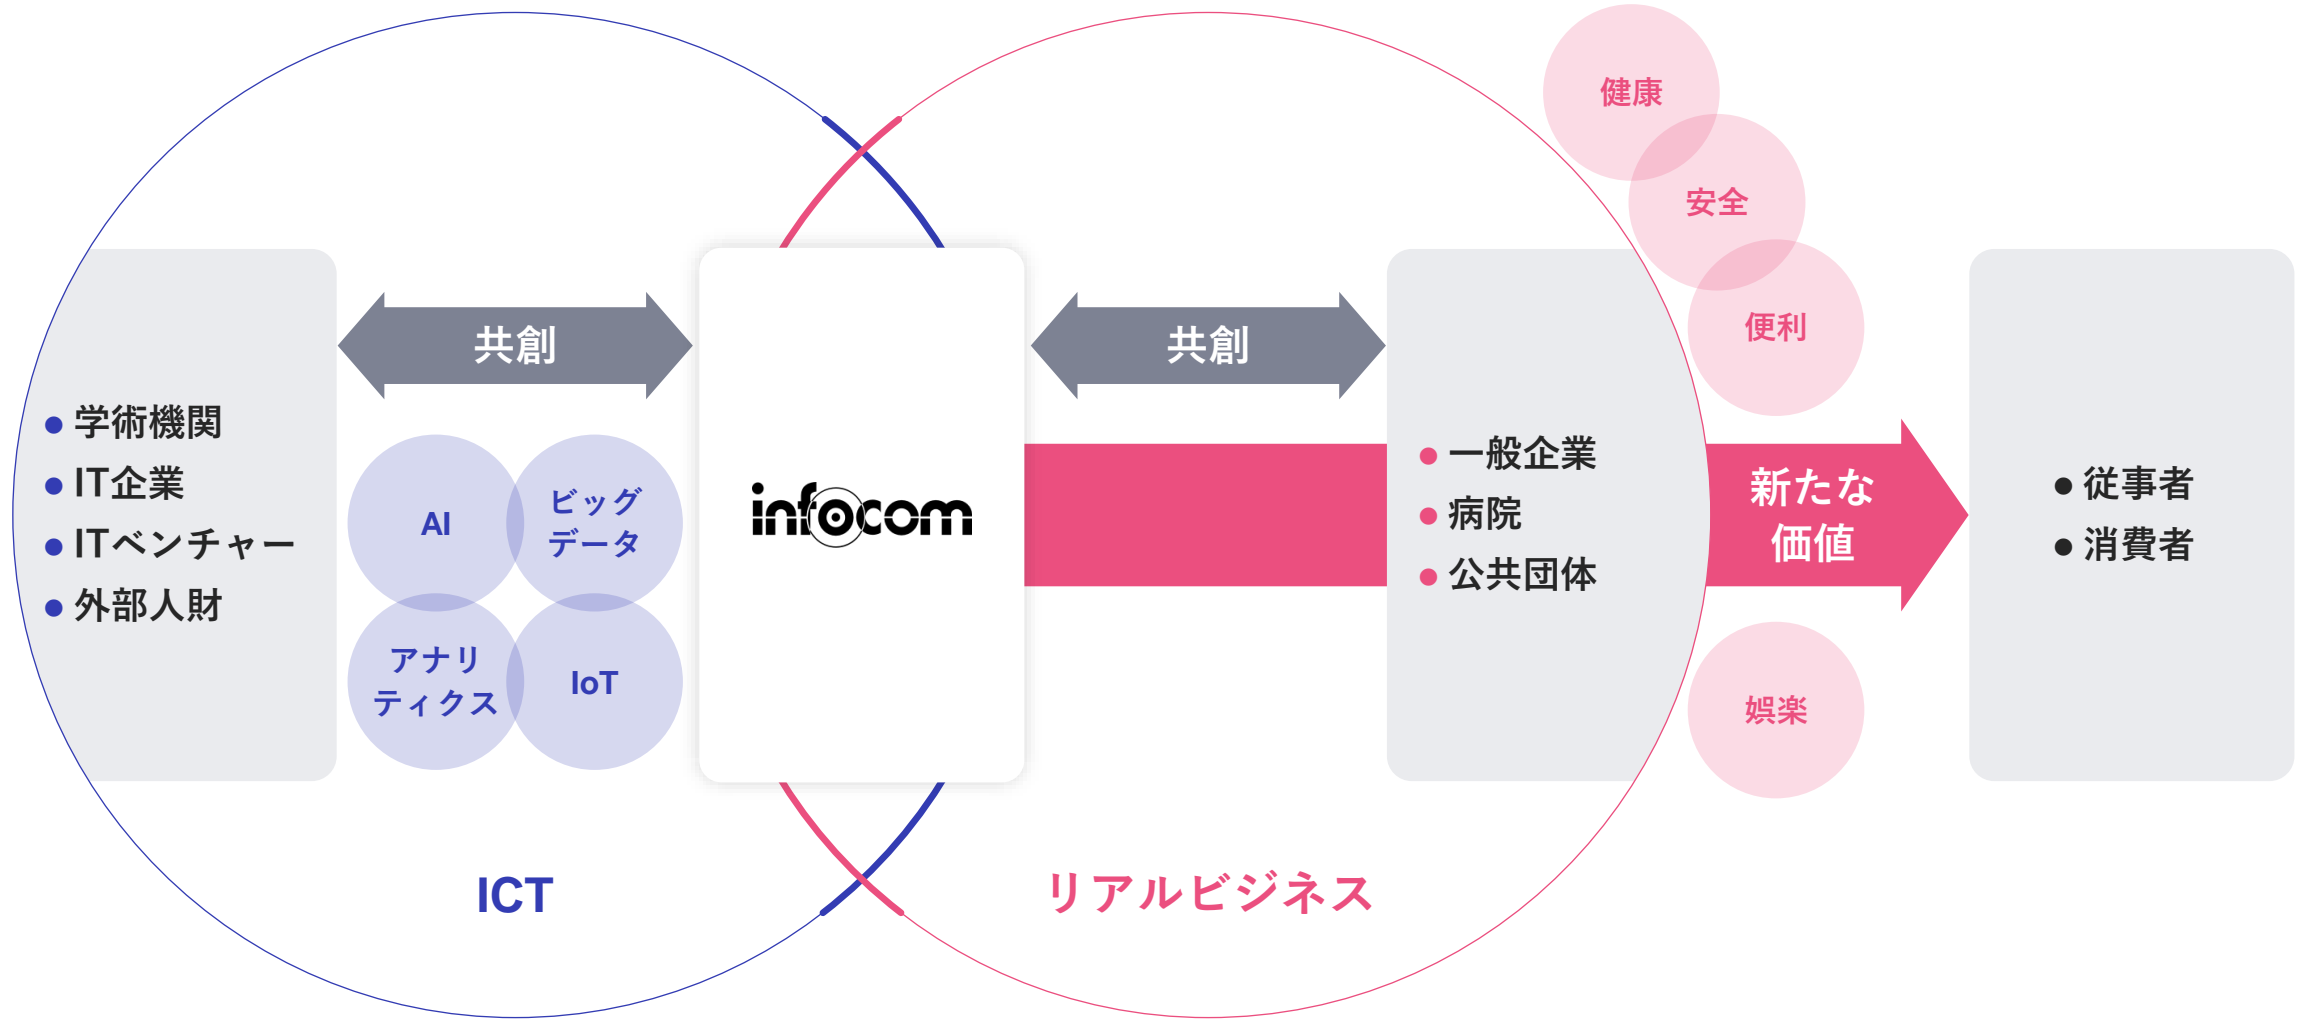 学術機関
IT企業
ITベンチャー
外部人財
共創
AI
ビッグ
データ
アナリ
ティクス
IoT
ICT
infocom
共創
一般企業
病院
公共団体
リアルビジネス
健康
安全
便利
新たな
価値
娯楽
従事者
消費者